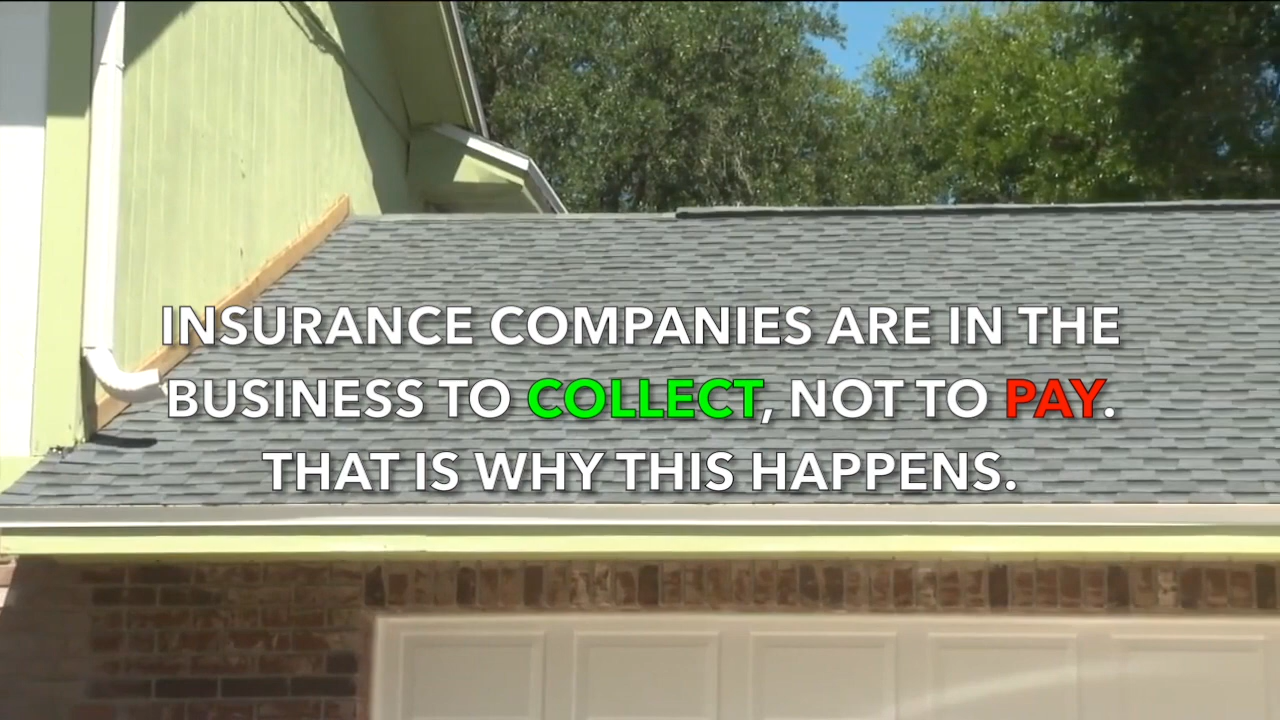 INSURANCE COMPANIES ARE IN THE
BUSINESS TO COLLECT, NOT TO PAY.
THAT IS WHY THIS HAPPENS.